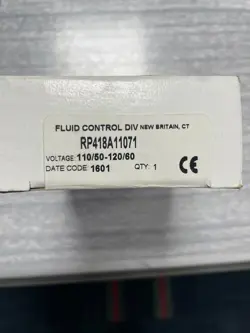 FLUID CONTROL DIV NEW BRITAIN, CT
RP418A11071
VOLTAGE: 110/50-120/60
DATE CODE: 1601 QTY: 1 CE